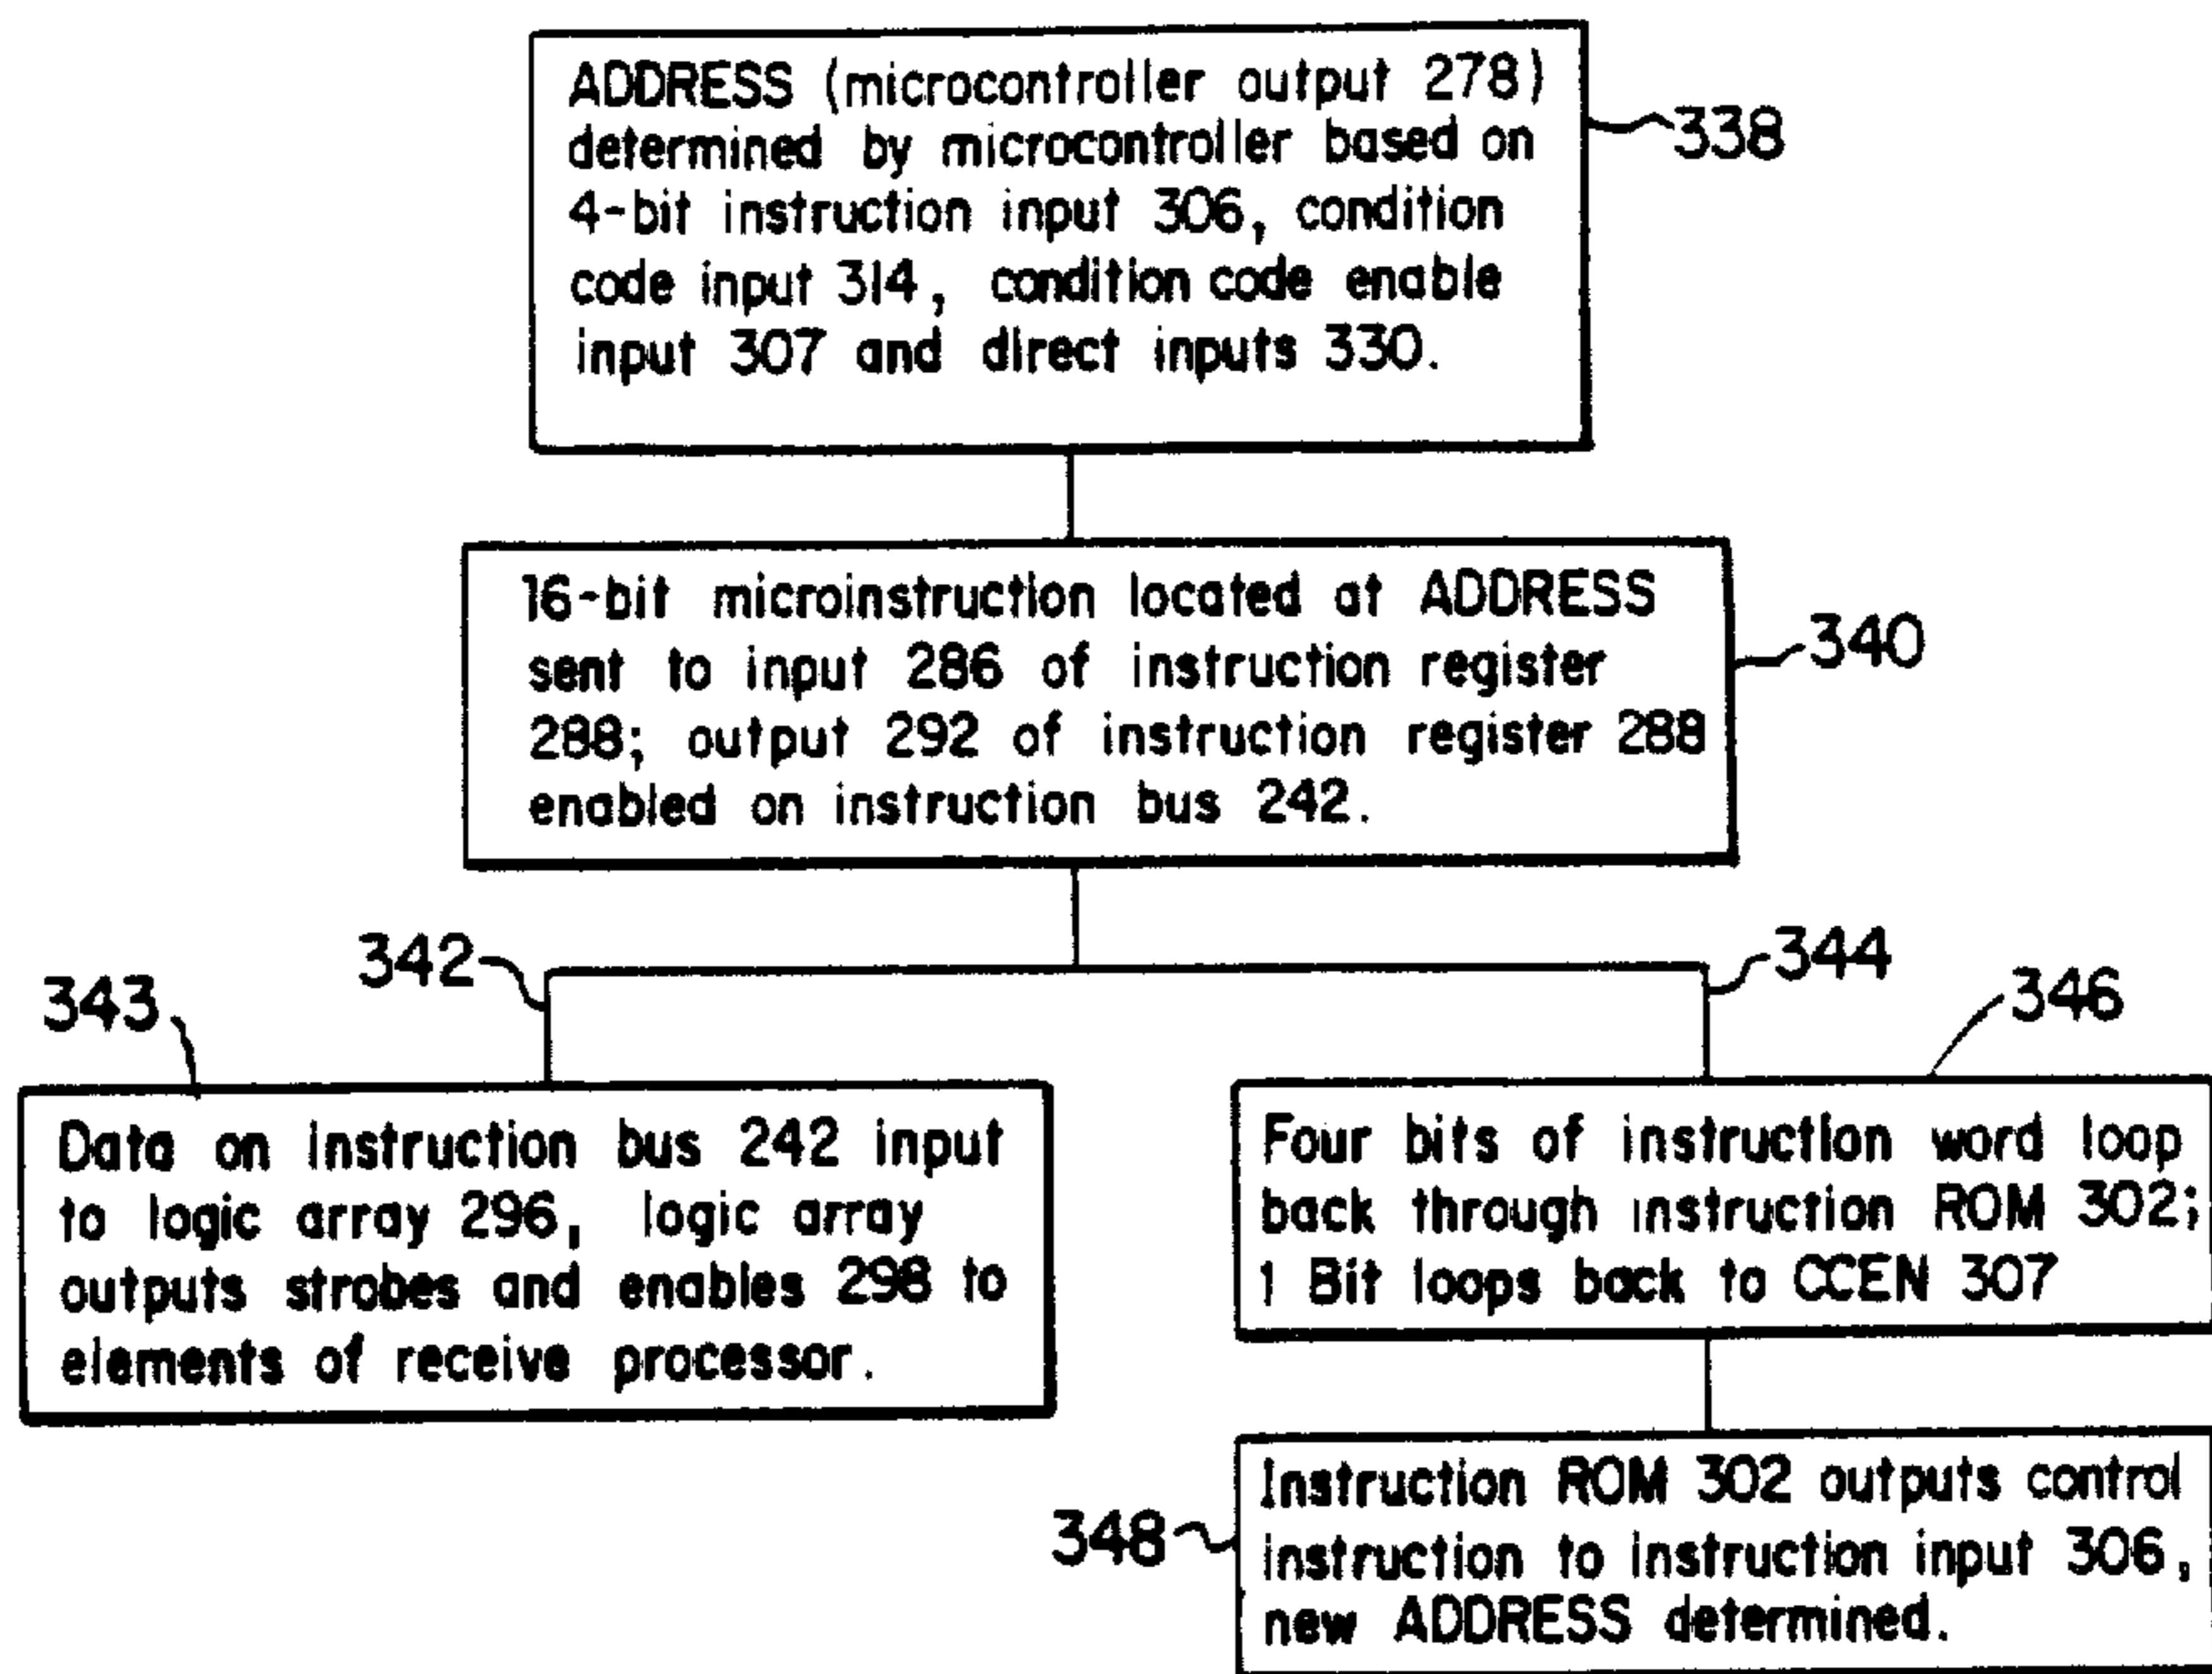 ADDRESS (microcontroller output 278)
determined by microcontroller based on
4-bit instruction input 306, condition
code input 314, condition code enable
input 307 and direct inputs 330.
338
16-bit microinstruction located at ADDRESS
sent to input 286 of instruction register
288; output 292 of instruction register 288
enabled on instruction bus 242.
340
342
344
343
346
Data on instruction bus 242 input
to logic array 296, logic array
outputs strobes and enables 298 to
elements of receive processor.
Four bits of instruction word loop
back through instruction ROM 302;
1 Bit loops back to CCEN 307
348
Instruction ROM 302 outputs control
instruction to instruction input 306,
new ADDRESS determined.